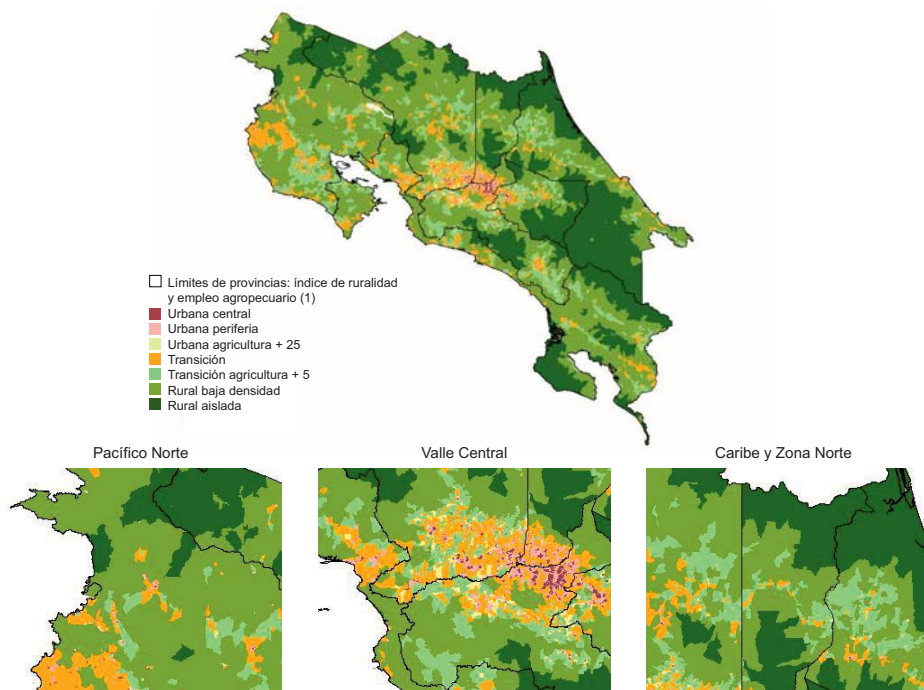 Límites de provincias: índice de ruralidad
y empleo agropecuario (1)
Urbana central
Urbana periferia
Urbana agricultura + 25
Transición
Transición agricultura + 5
Rural baja densidad
Rural aislada
Pacífico Norte
Valle Central
Caribe y Zona Norte